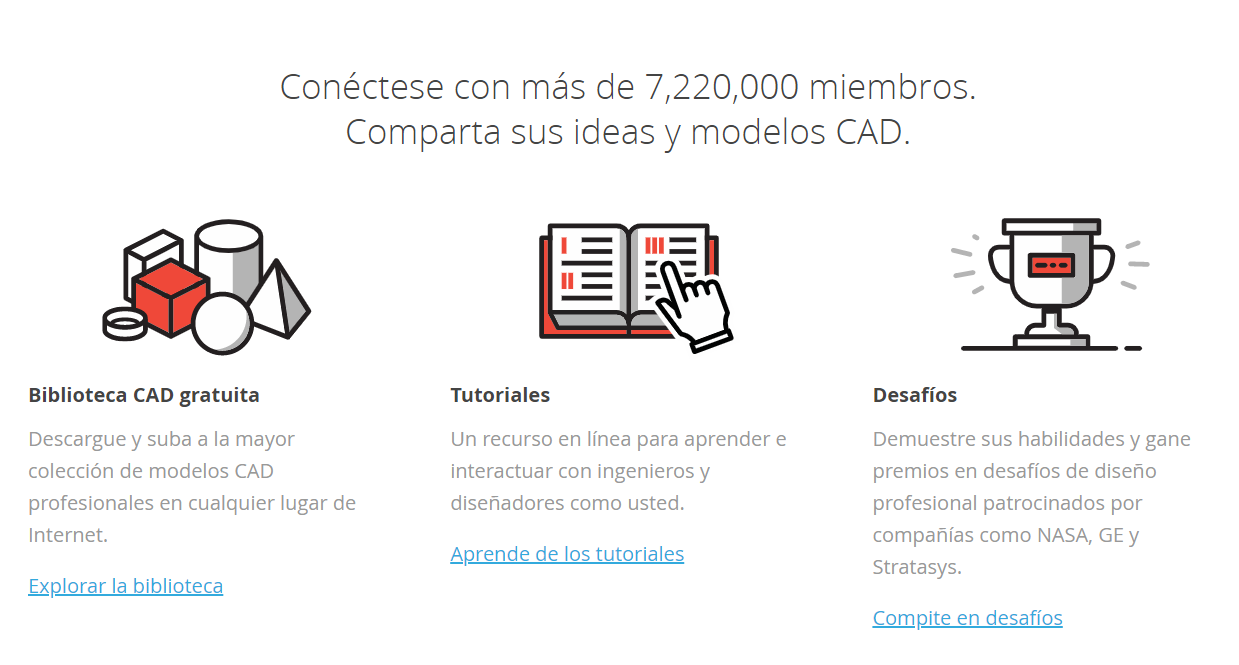 Conéctese con más de 7,220,000 miembros.
Comparta sus ideas y modelos CAD.
Biblioteca CAD gratuita
Descargue y suba a la mayor
colección de modelos CAD
profesionales en cualquier lugar de
Internet.
Explorar la biblioteca
Tutoriales
Un recurso en línea para aprender e
interactuar con ingenieros y
diseñadores como usted.
Aprende de los tutoriales
Desafíos
Demuestre sus habilidades y gane
premios en desafíos de diseño
profesional patrocinados por
compañías como NASA, GE y
Stratasys.
Compite en desafíos